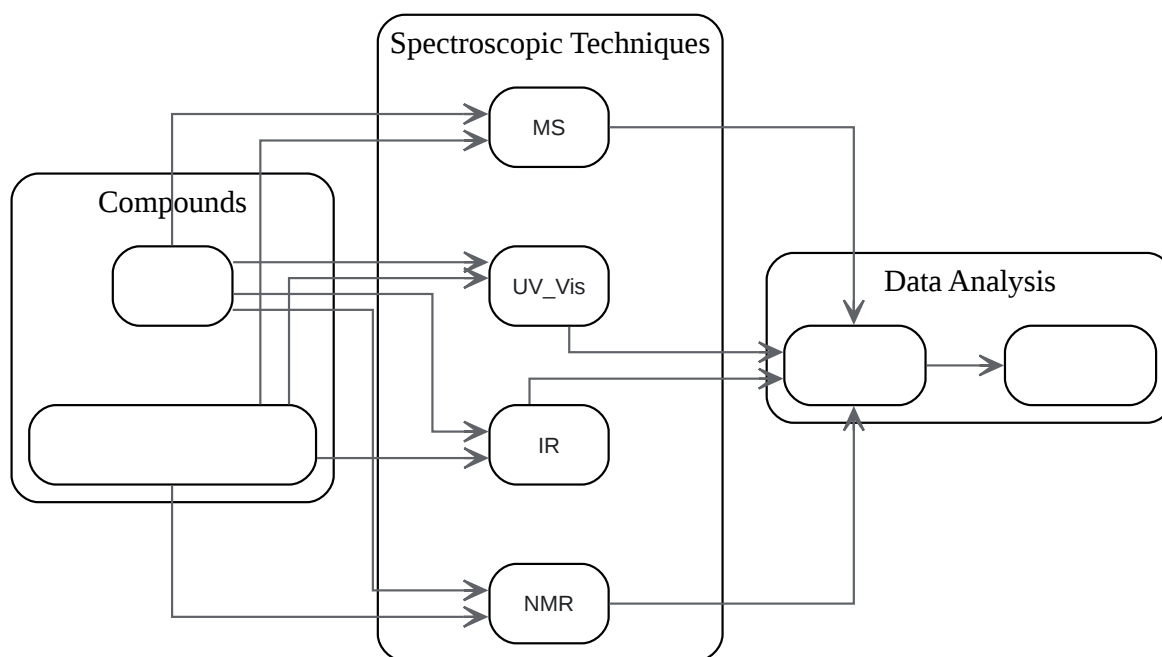 Spectroscopic Techniques
MS
Compounds
UV_Vis
Data Analysis
IR
NMR